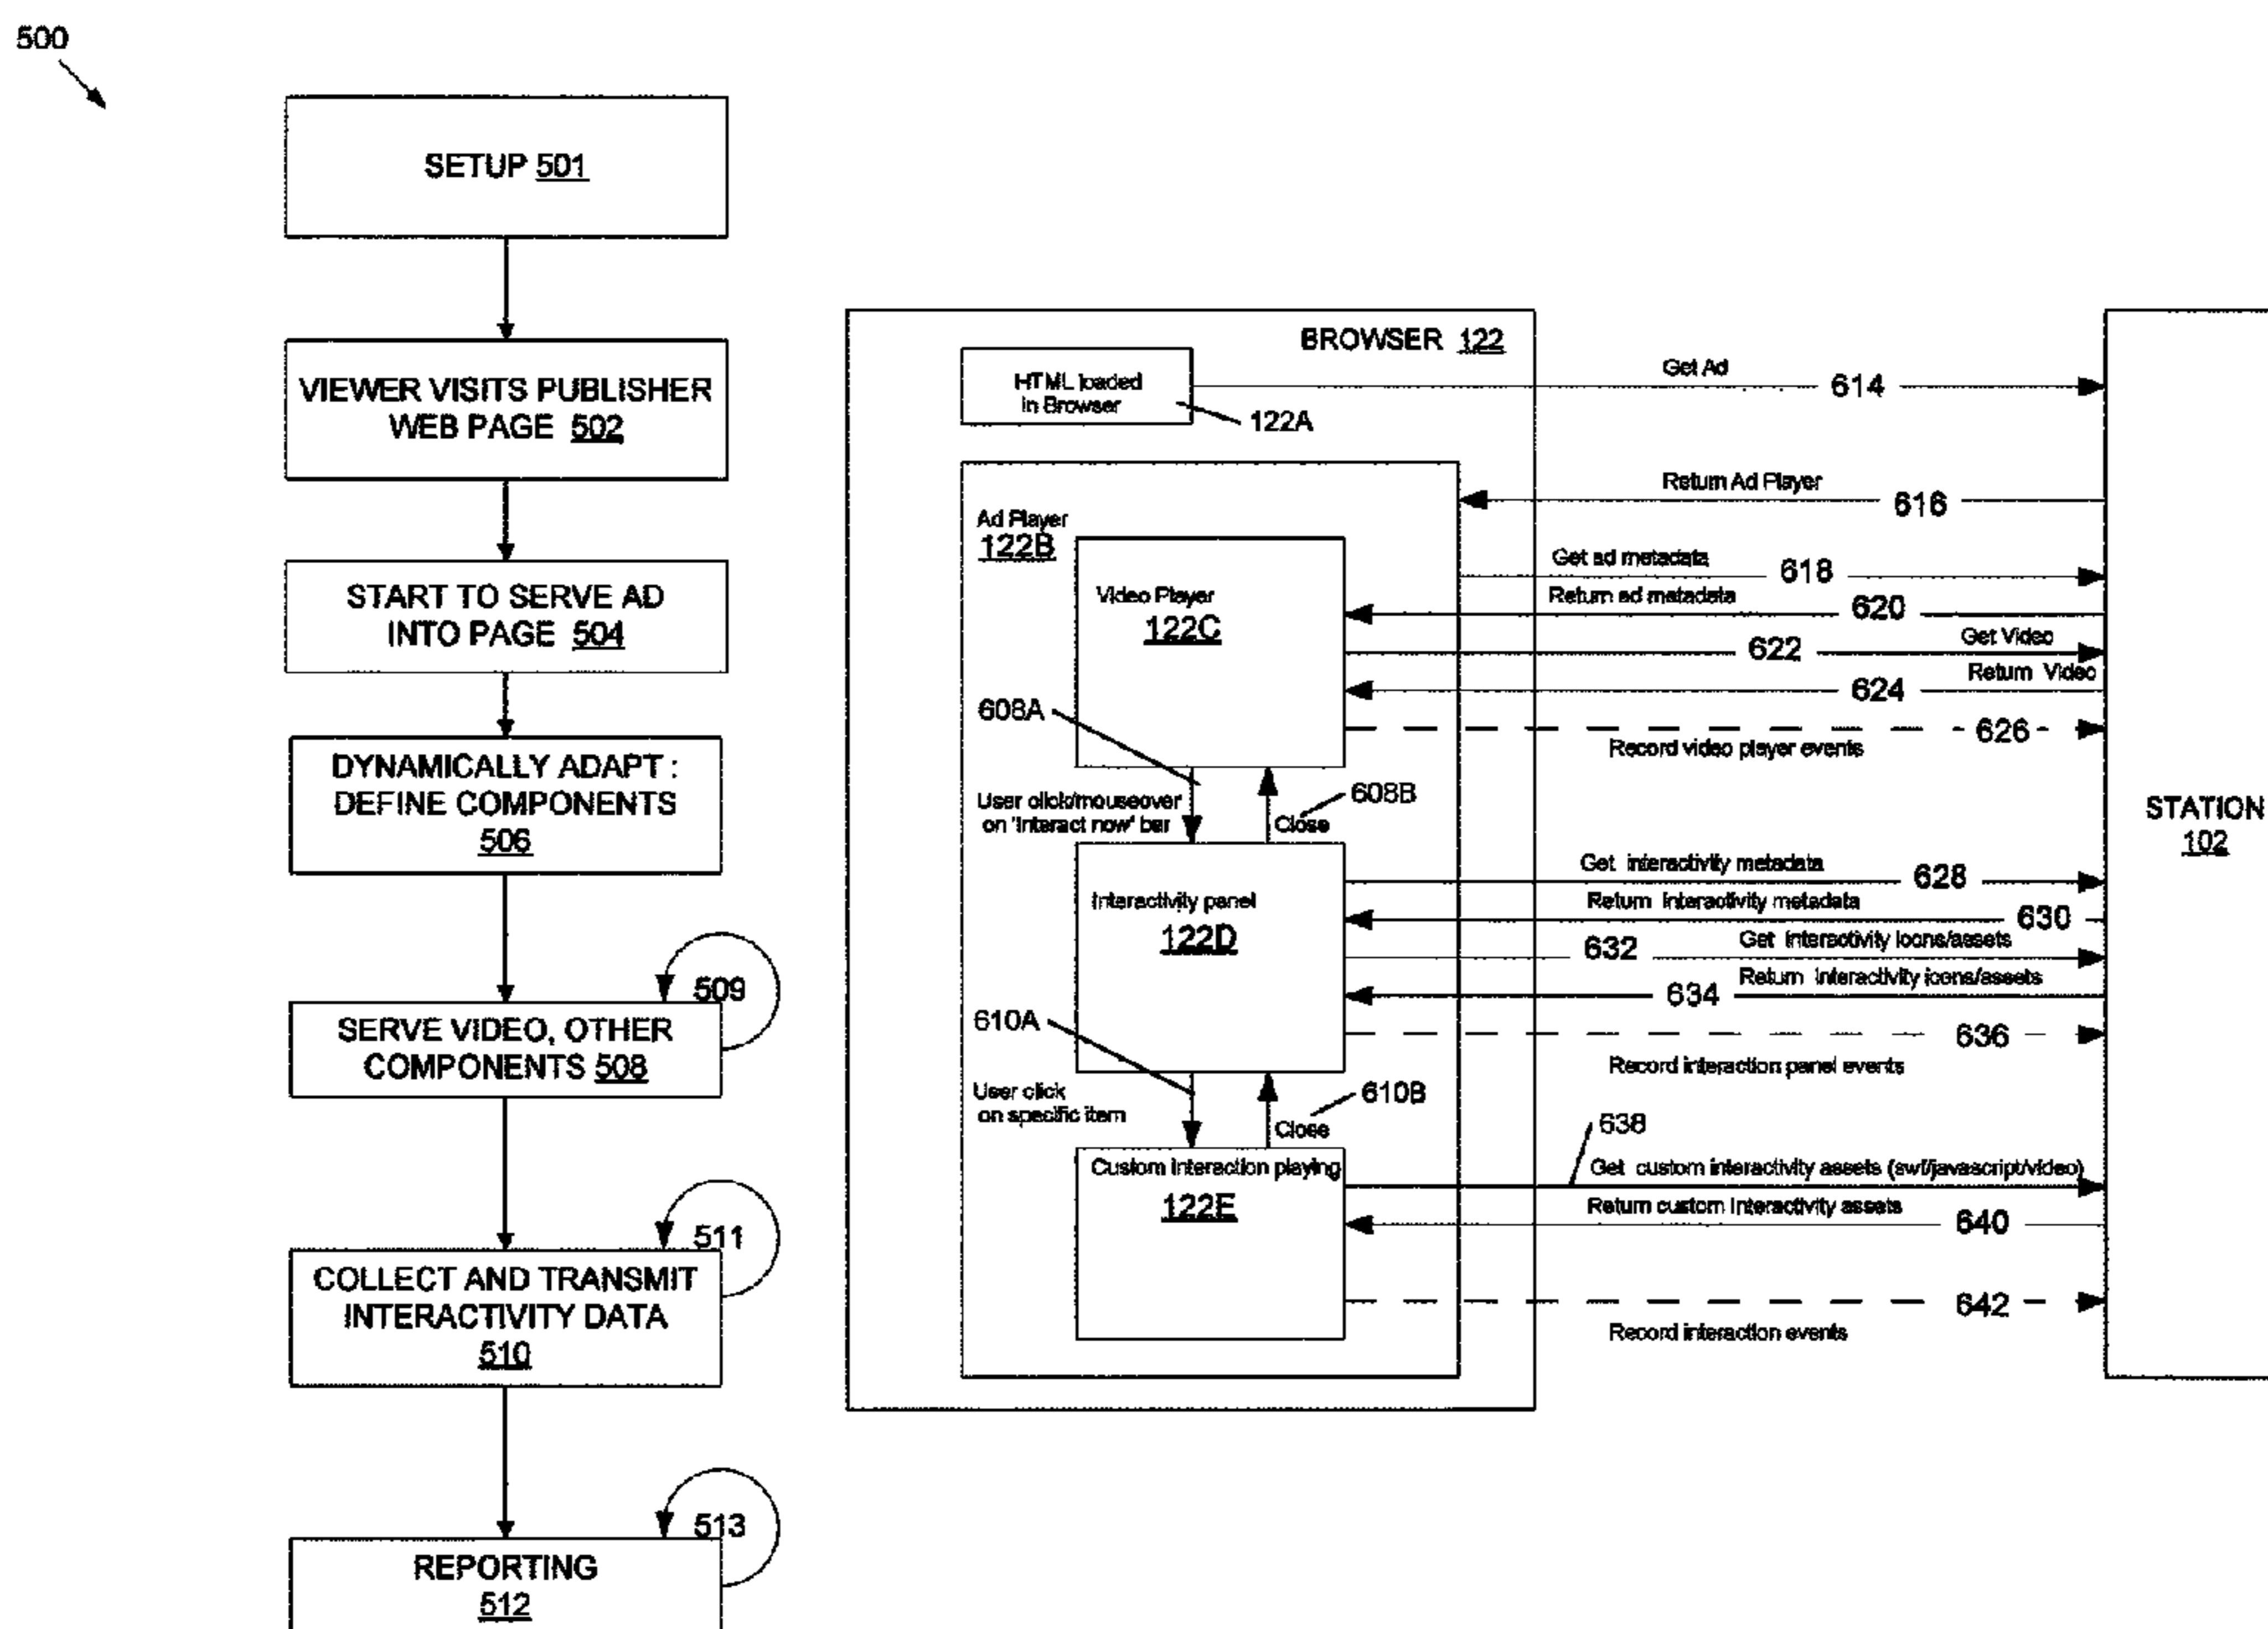 500
SETUP 501
VIEWER VISITS PUBLISHER
WEB PAGE 502
START TO SERVE AD
INTO PAGE 504
DYNAMICALLY ADAPT :
DEFINE COMPONENTS
506
509
SERVE VIDEO, OTHER
COMPONENTS 508
511
COLLECT AND TRANSMIT
INTERACTIVITY DATA
510
513
REPORTING
512
BROWSER 122
HTML loaded
in Browser
122A
Ad Player
122B
Video Player
122C
608A
User click/mouseover
on 'Interact now' bar
608B
Close
Interactivity panel
122D
610A
User click
on specific item
610B
Close
Custom Interaction playing
122E
Get Ad
614
Return Ad Player
616
Get ad metadata
618
Return ad metadata
620
622
Get Video
Return Video
624
626
Record video player events
Get interactivity metadata
628
Return Interactivity metadata
630
632
Get Interactivity Icons/assets
Return Interactivity icons/assets
634
636
Record interaction panel events
638
Get custom interactivity assets (swf/javascript/video)
Return custom Interactivity assets
640
642
Record interaction events
STATION
102